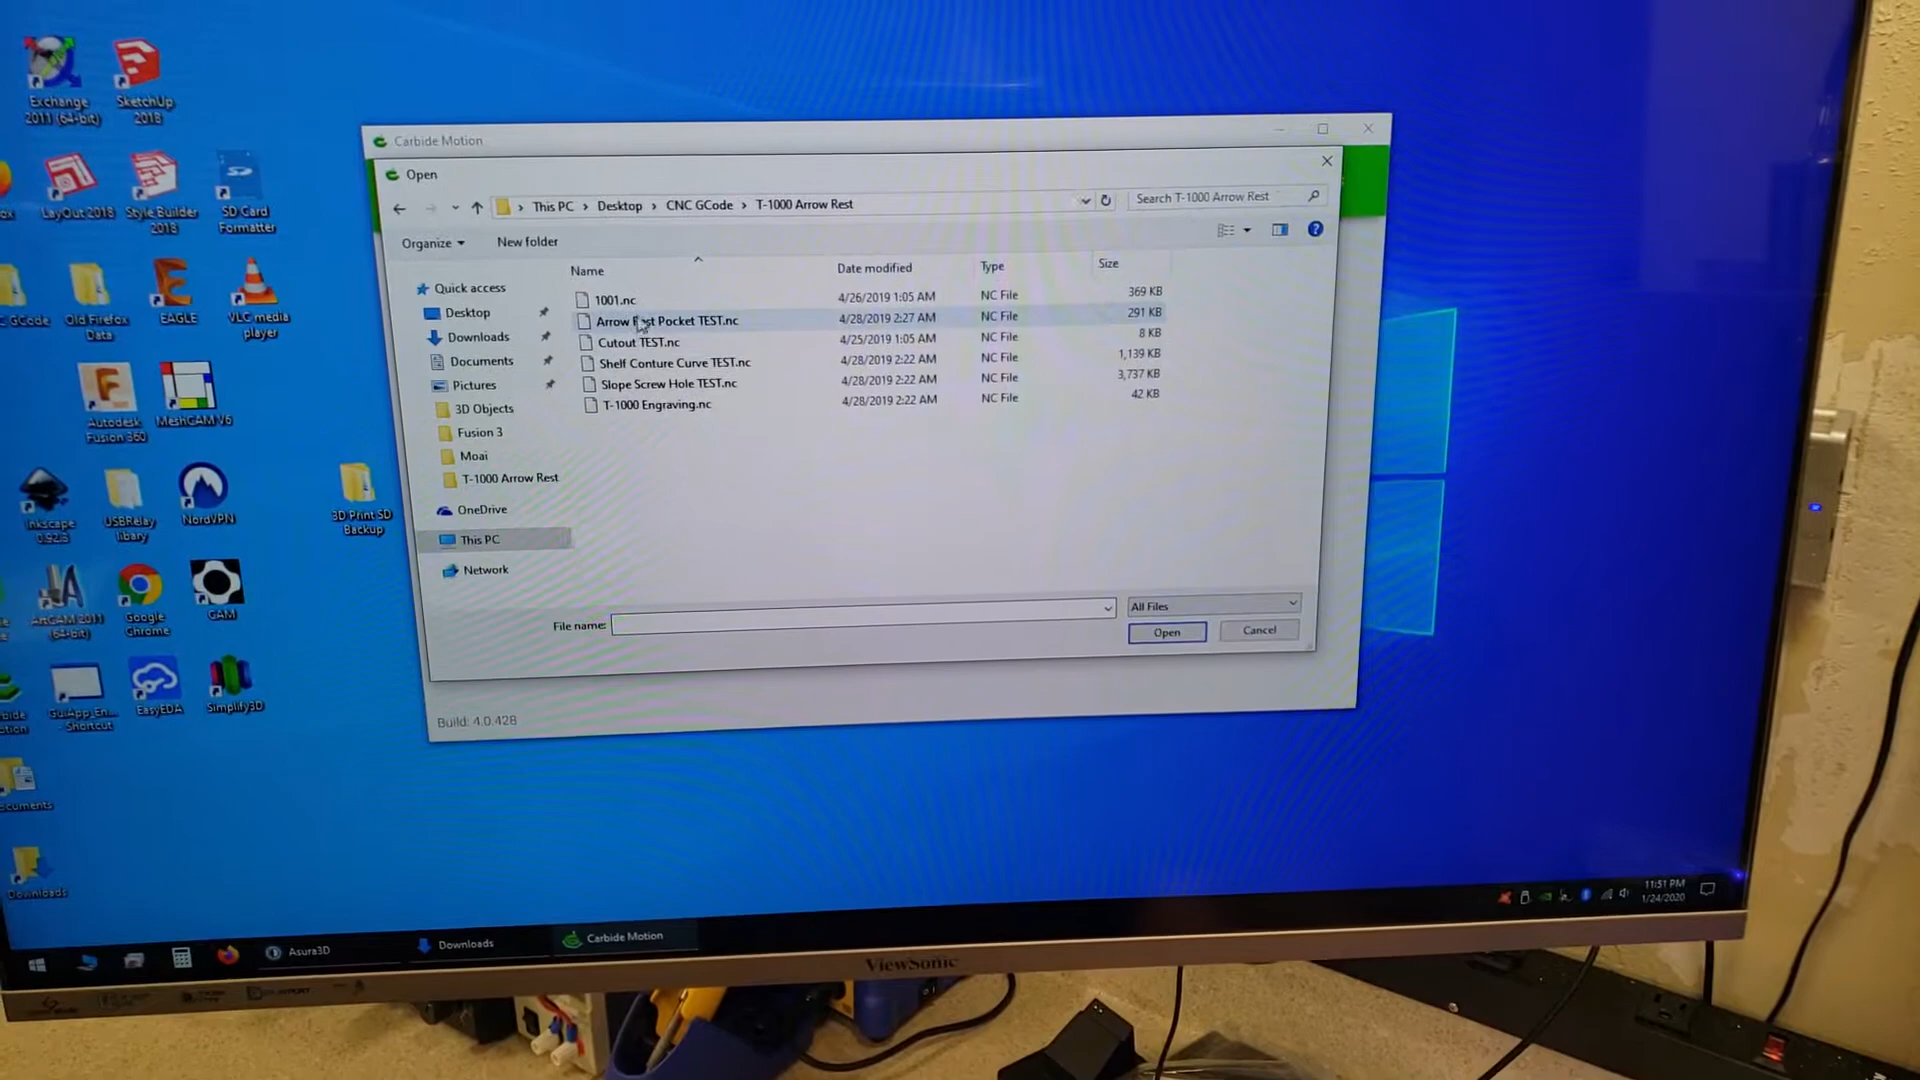 Exchange
2011 (64-bit)
SketchUp
2018
LayOut 2018
Style Builder
2018
SD Card
Formatter
GCode
Old Firefox
Data
EAGLE
VLC media
player
Autodesk
Fusion 360
MeshCAM V6
Inkscape
0.92.3
USBRelay
libary
NordVPN
3D Print SD
Backup
ArtCAM 2011
(64-bit)
Google
Chrome
CAM
GuiApp_En...
- Shortcut
EasyEDA
Simplify3D
Downloads
Carbide Motion
Open
This PC > Desktop > CNC GCode > T-1000 Arrow Rest
Search T-1000 Arrow Rest
Organize
New folder
Name Date modified Type Size
1001.nc 4/26/2019 1:05 AM NC File 369 KB
Arrow Rest Pocket TEST.nc 4/28/2019 2:27 AM NC File 291 KB
Cutout TEST.nc 4/25/2019 1:05 AM NC File 8 KB
Shelf Conture Curve TEST.nc 4/28/2019 2:22 AM NC File 1,139 KB
Slope Screw Hole TEST.nc 4/28/2019 2:22 AM NC File 3,737 KB
T-1000 Engraving.nc 4/28/2019 2:22 AM NC File 42 KB
Quick access
Desktop
Downloads
Documents
Pictures
3D Objects
Fusion 3
Moai
T-1000 Arrow Rest
OneDrive
This PC
Network
File name:
All Files
Open
Cancel
Build: 4.0.428
Asura3D
Downloads
Carbide Motion
11:51 PM
1/24/2020
ViewSonic